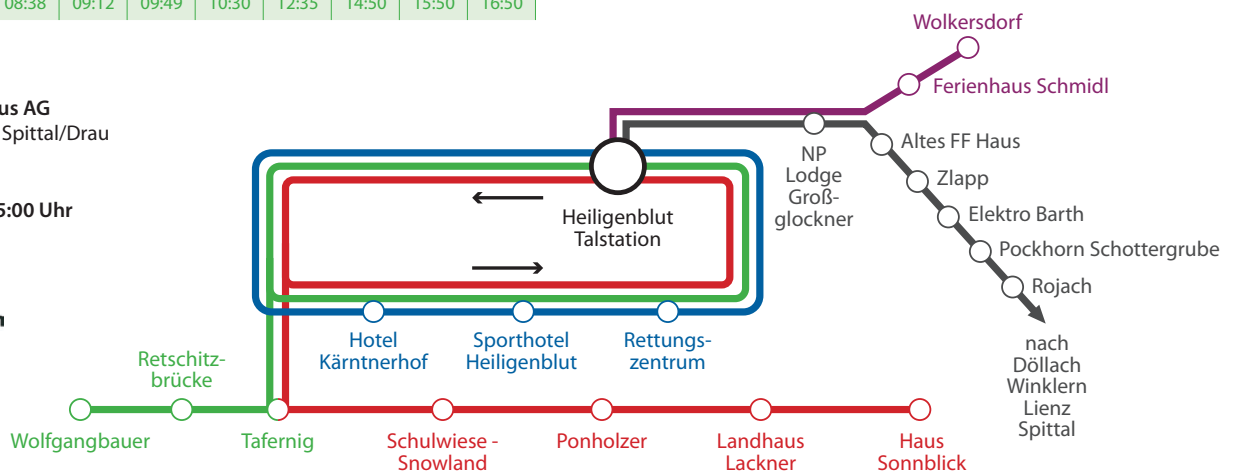 08:38 09:12 09:49 10:30 12:35 14:50 15:50 16:50
us AG
Spittal/Drau
5:00 Uhr
Wolkersdorf
Ferienhaus Schmidl
NP
Lodge
Groß-
glockner
Altes FF Haus
Zlapp
Elektro Barth
Pockhorn Schottergrube
Rojach
nach
Döllach
Winklern
Lienz
Spittal
Heiligenblut
Talstation
Hotel
Kärntnerhof
Sporthotel
Heiligenblut
Rettungs-
zentrum
Retschitz-
brücke
Wolfgangbauer
Tafernig
Schulwiese -
Snowland
Ponholzer
Landhaus
Lackner
Haus
Sonnblick